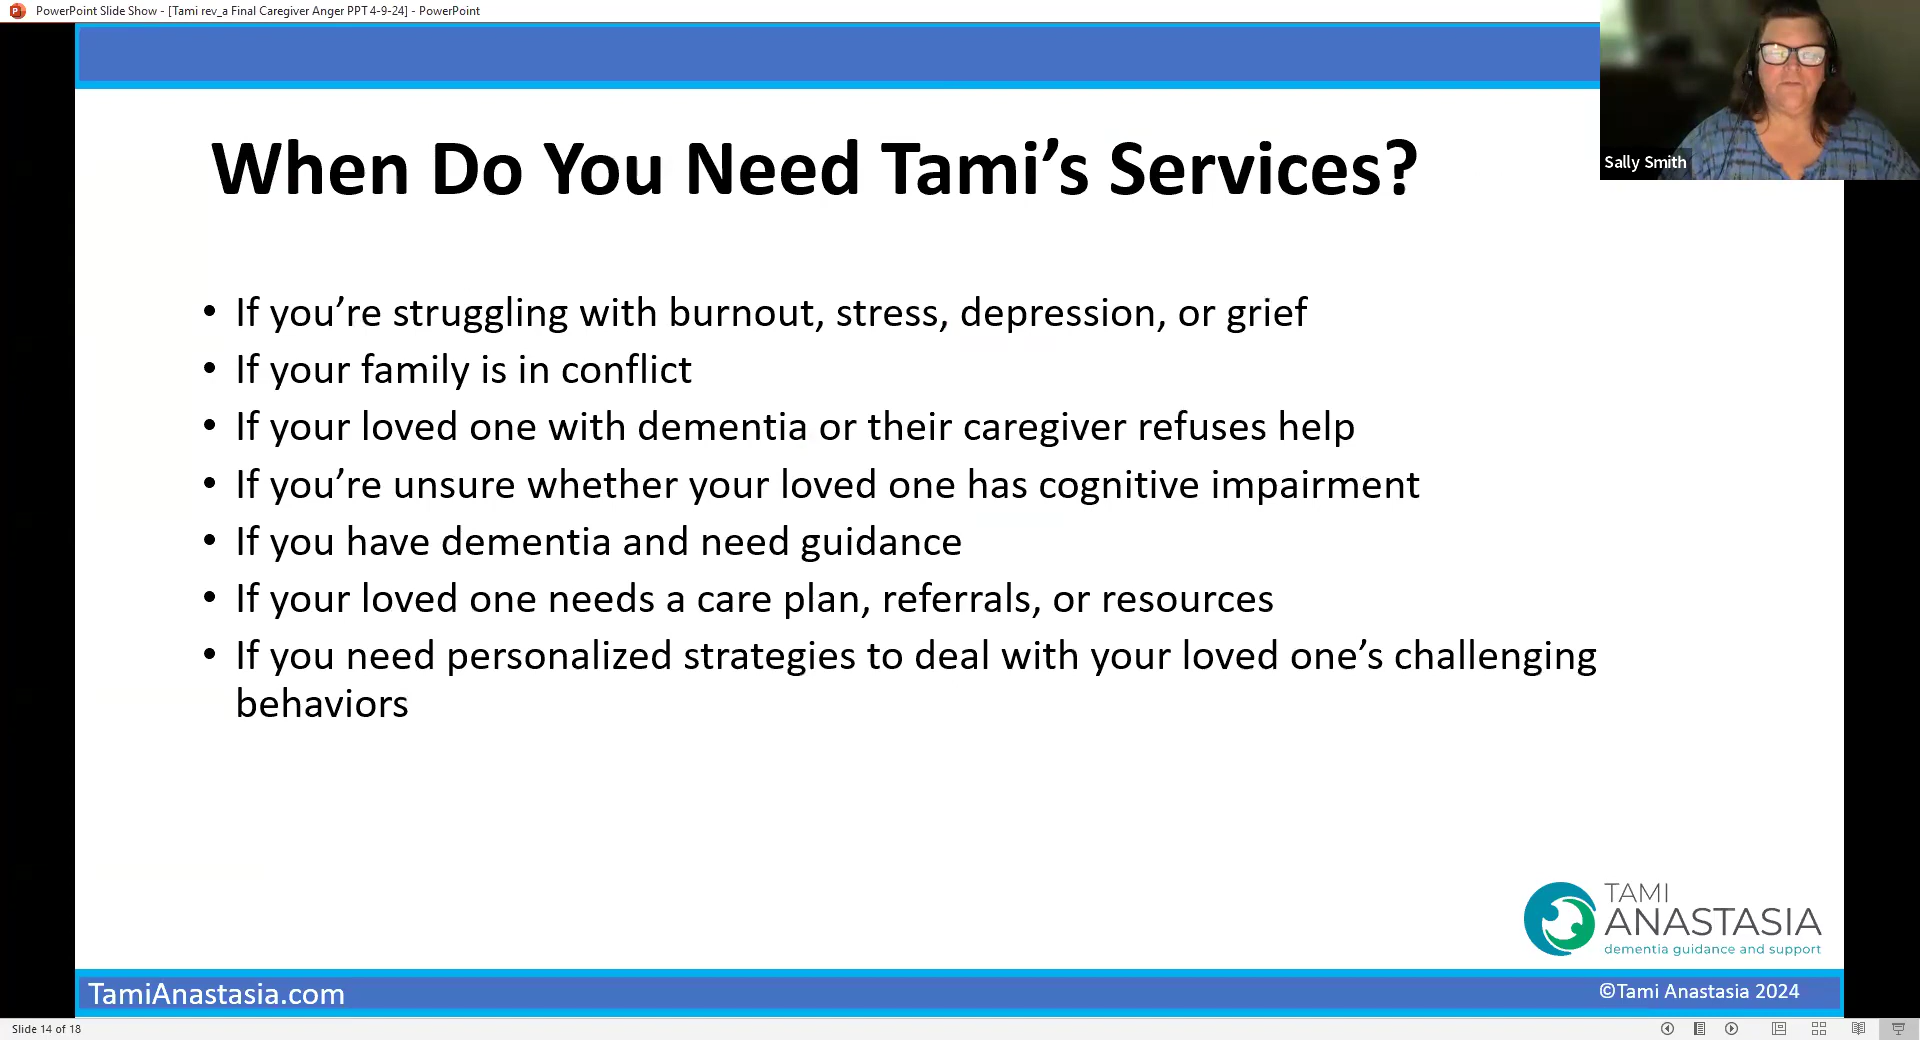 PowerPoint Slide Show - [Tami rev_a Final Caregiver Anger PPT 4-9-24] - PowerPoint
Sally Smith
When Do You Need Tami’s Services?
• If you’re struggling with burnout, stress, depression, or grief
• If your family is in conflict
• If your loved one with dementia or their caregiver refuses help
• If you’re unsure whether your loved one has cognitive impairment
• If you have dementia and need guidance
• If your loved one needs a care plan, referrals, or resources
• If you need personalized strategies to deal with your loved one’s challenging
behaviors
TAMI
ANASTASIA
dementia guidance and support
TamiAnastasia.com
©Tami Anastasia 2024
Slide 14 of 18